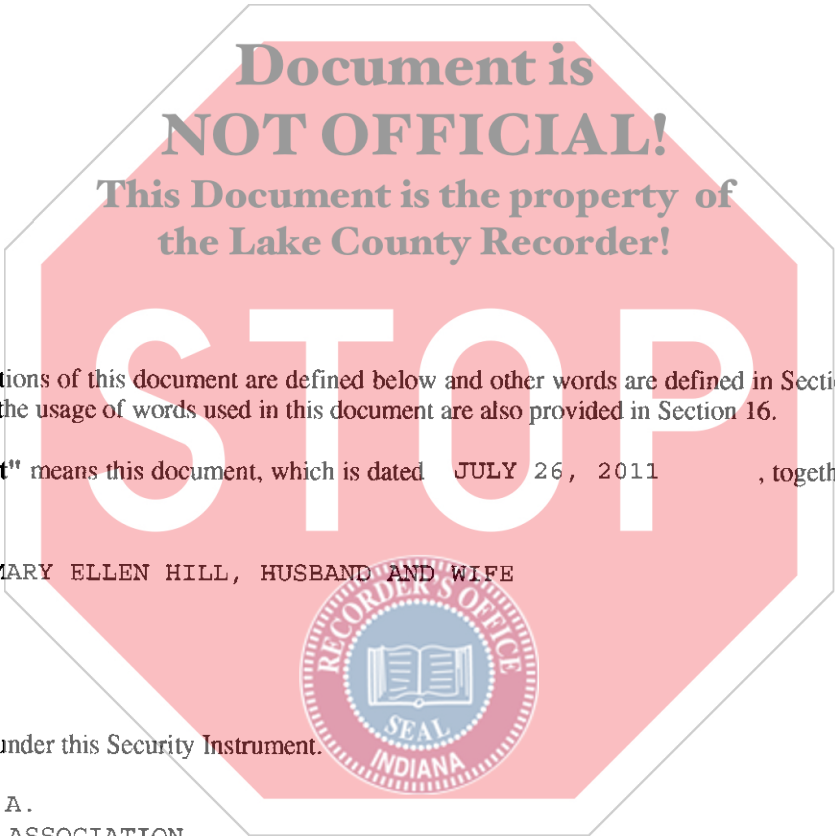 Document is
NOT OFFICIAL!
This Document is the property of
the Lake County Recorder!
STOP
tions of this document are defined below and other words are defined in Secti
the usage of words used in this document are also provided in Section 16.
t" means this document, which is dated JULY 26, 2011 , togeth
MARY ELLEN HILL, HUSBAND AND WIFE
RECORDER'S OFFICE
SEAL
INDIANA
under this Security Instrument.
A.
ASSOCIATION